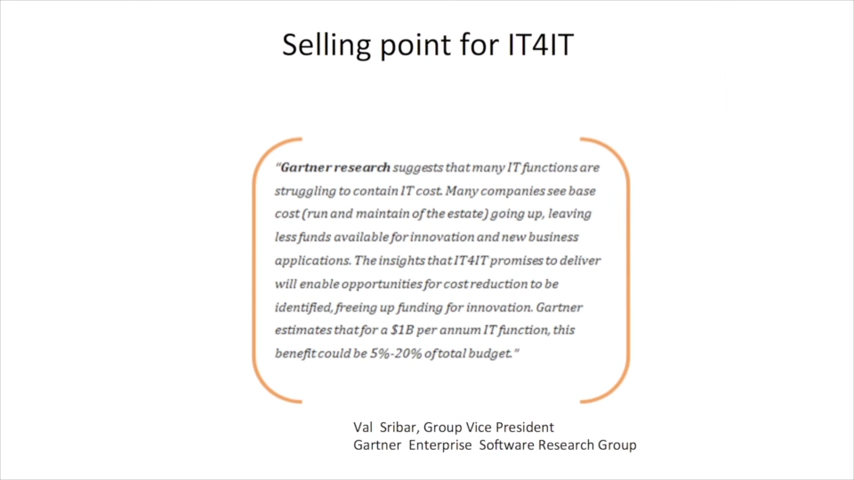 Selling point for IT4IT
"Gartner research suggests that many IT functions are
struggling to contain IT cost. Many companies see base
cost (run and maintain of the estate) going up, leaving
less funds available for innovation and new business
applications. The insights that IT4IT promises to deliver
will enable opportunities for cost reduction to be
identified, freeing up funding for innovation. Gartner
estimates that for a $1B per annum IT function, this
benefit could be 5%-20% of total budget."
Val Sribar, Group Vice President
Gartner Enterprise Software Research Group